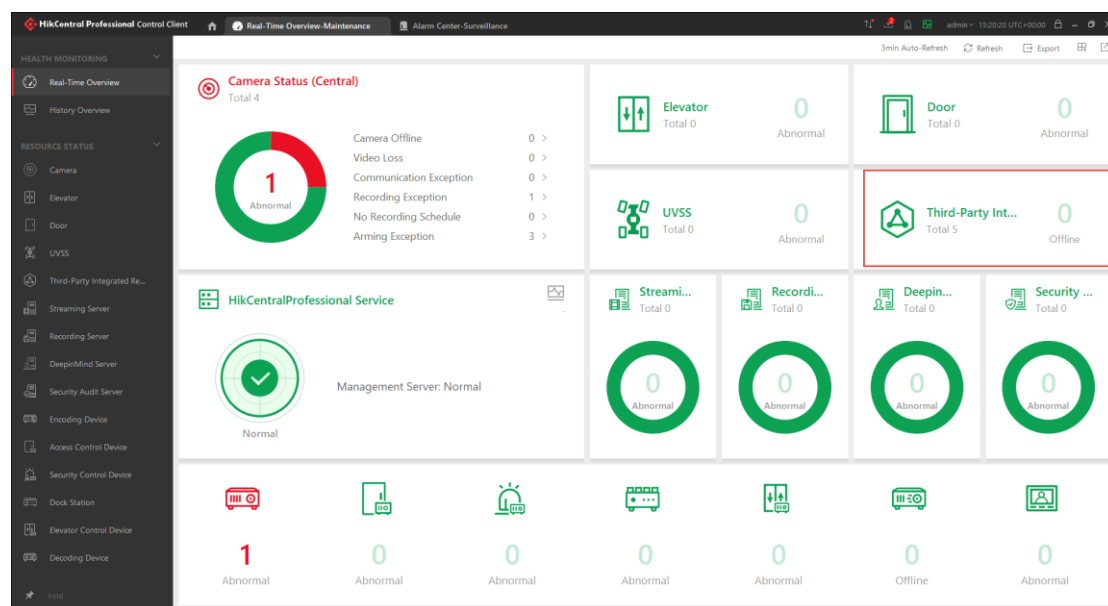 HikCentral Professional Control Client
Real-Time Overview-Maintenance
Alarm Center-Surveillance
admin
15:20:20 UTC+00:00
3min Auto-Refresh
Refresh
Export
HEALTH MONITORING
Real-Time Overview
History Overview
RESOURCE STATUS
Camera
Elevator
Door
UVSS
Third-Party Integrated Re...
Streaming Server
Recording Server
DeepinMind Server
Security Audit Server
Encoding Device
Access Control Device
Security Control Device
Dock Station
Elevator Control Device
Decoding Device
Fold
Camera Status (Central)
Total 4
1
Abnormal
Camera Offline 0 >
Video Loss 0 >
Communication Exception 0 >
Recording Exception 1 >
No Recording Schedule 0 >
Arming Exception 3 >
Elevator
Total 0
0
Abnormal
Door
Total 0
0
Abnormal
UVSS
Total 0
0
Abnormal
Third-Party Int...
Total 5
0
Offline
HikCentralProfessional Service
Normal
Management Server: Normal
Streami...
Total 0
0
Abnormal
Recordi...
Total 0
0
Abnormal
Deepin...
Total 0
0
Abnormal
Security ...
Total 0
0
Abnormal
1
Abnormal
0
Abnormal
0
Abnormal
0
Abnormal
0
Abnormal
0
Offline
0
Abnormal